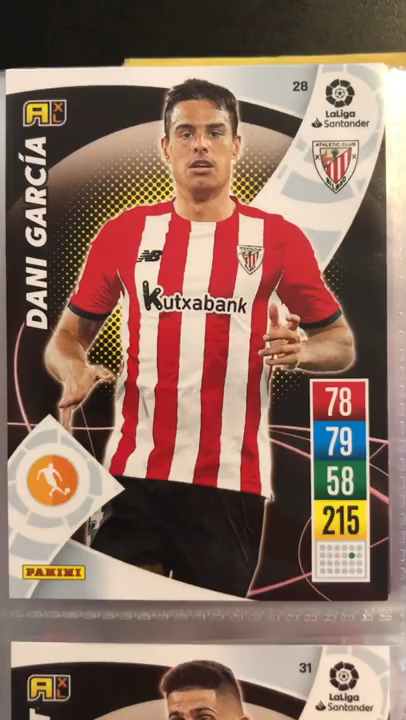 AXL
28
LaLiga
Santander
ATHLETIC CLUB
BILBAO
DANI GARCÍA
NB
Kutxabank
78
79
58
215
PANINI
AXL
31
LaLiga
Santander